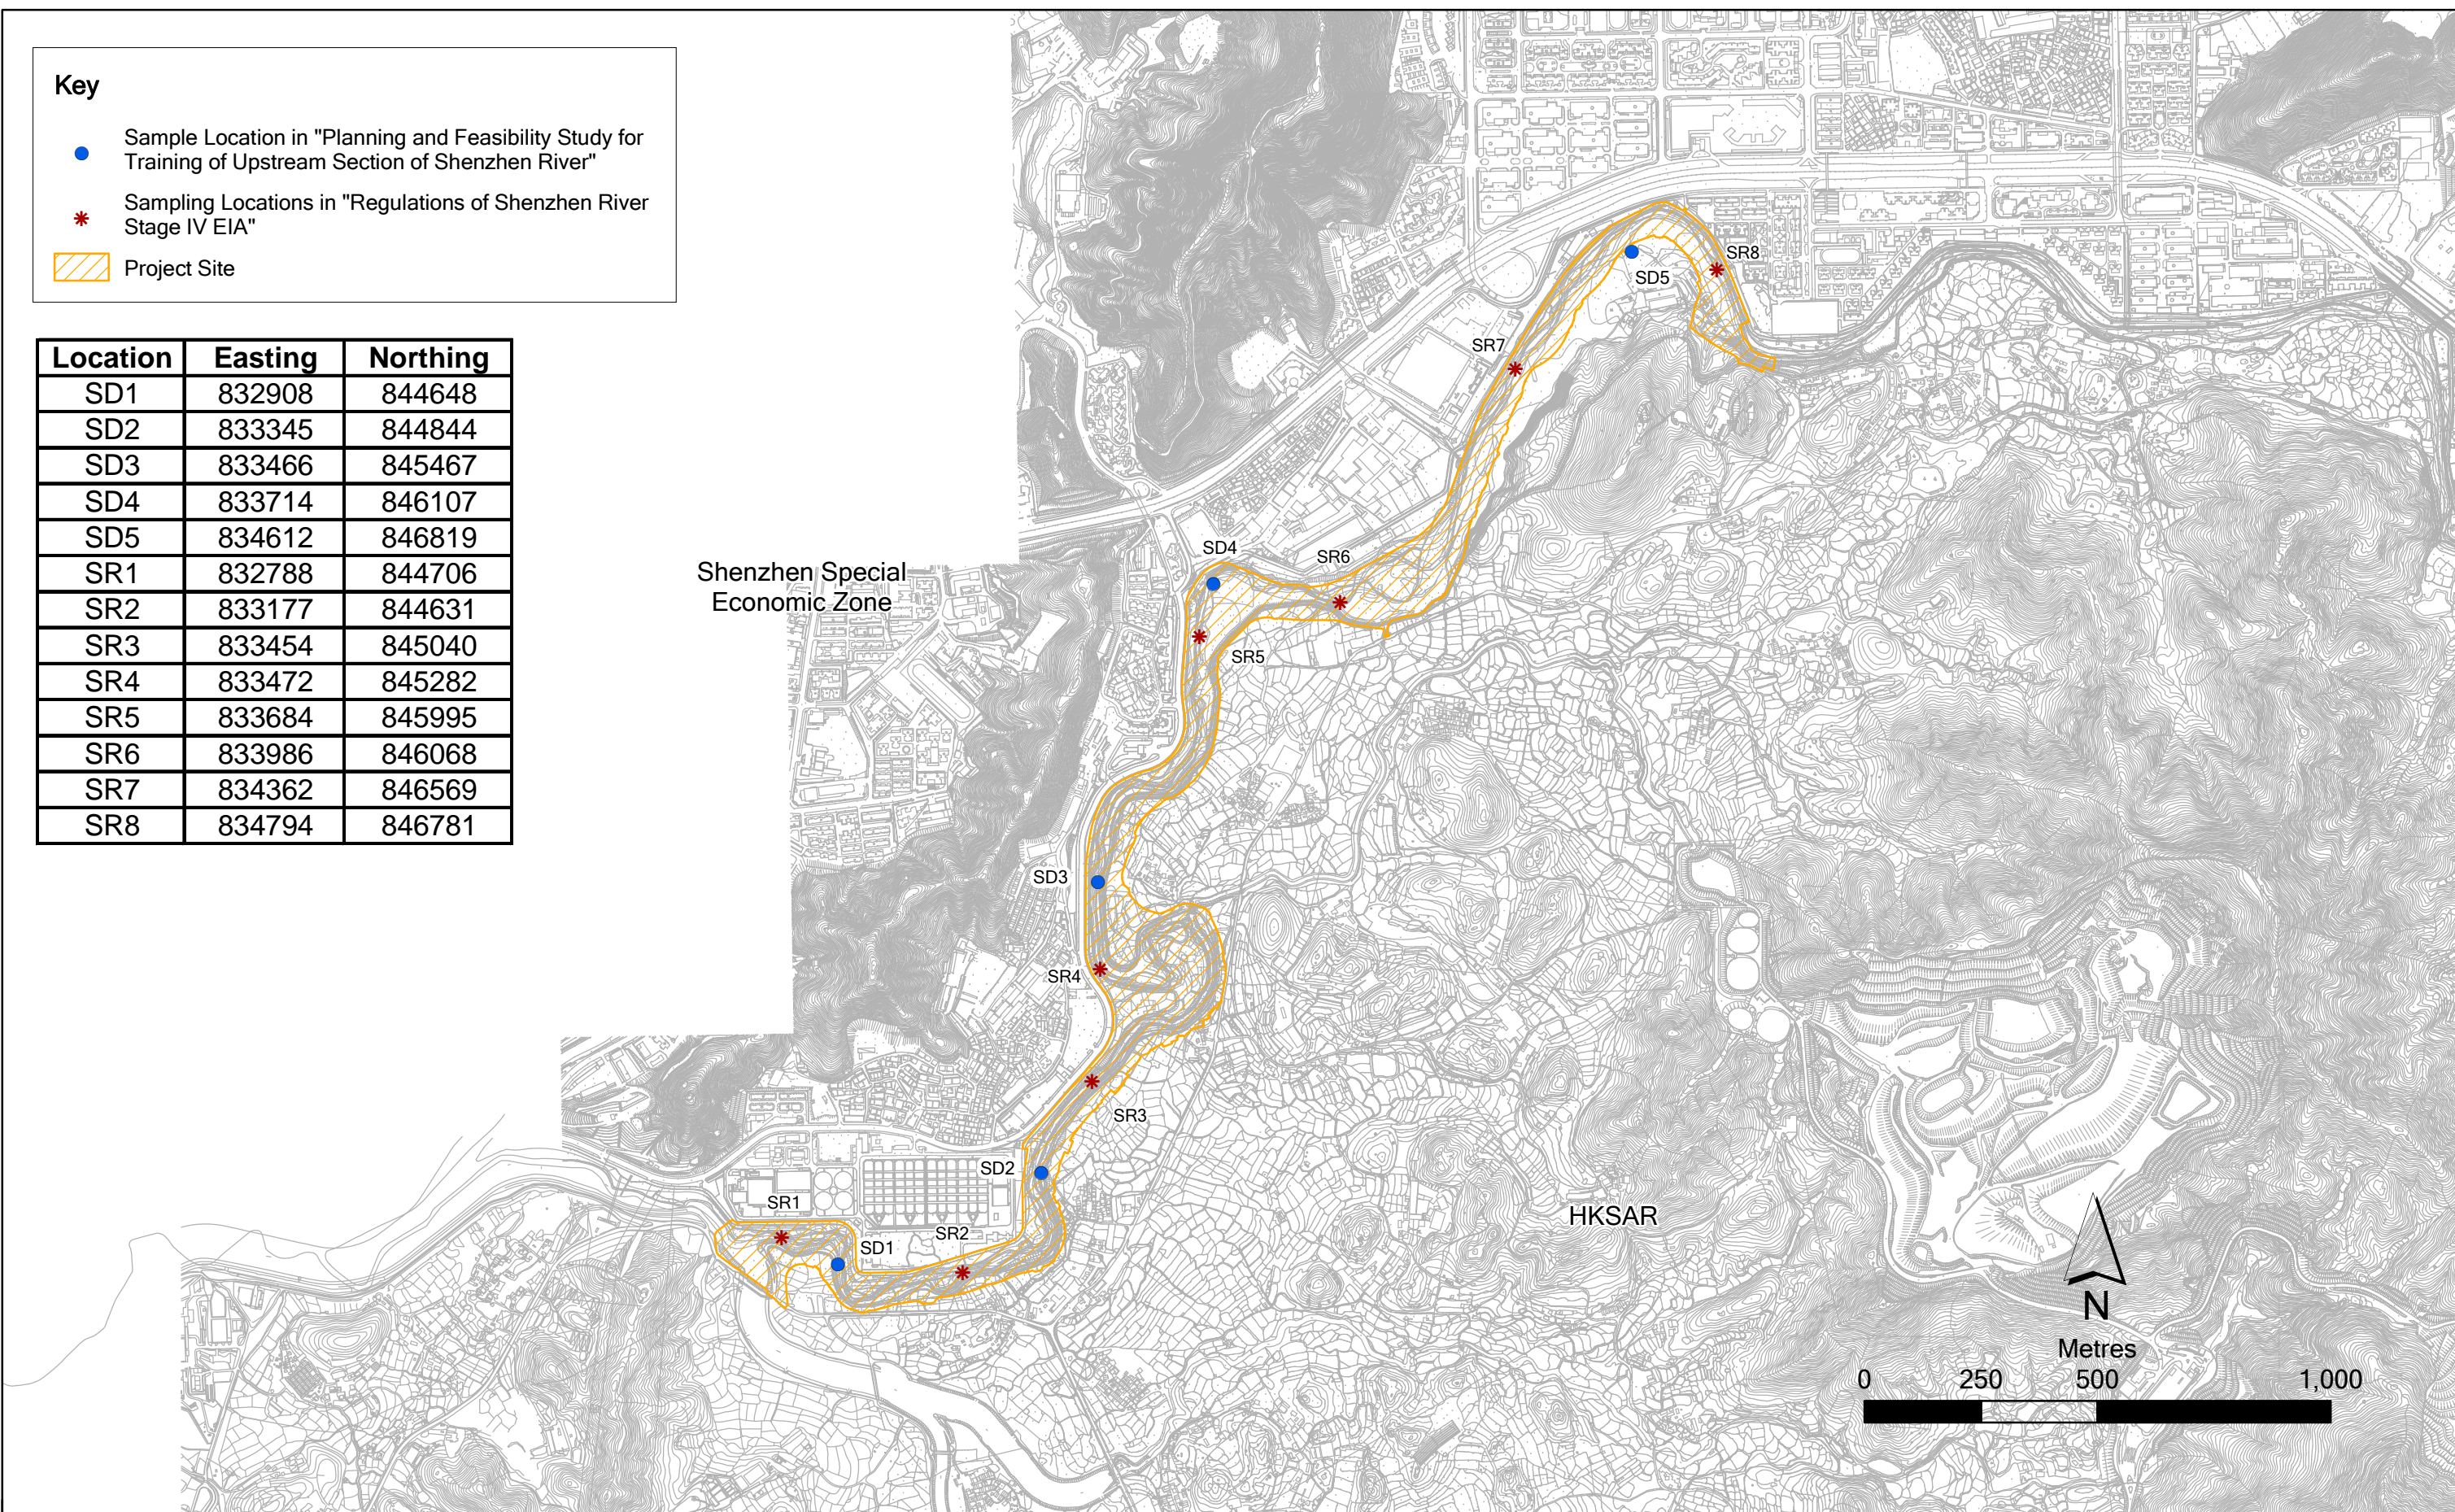 Key
Sample Location in "Planning and Feasibility Study for
Training of Upstream Section of Shenzhen River"
Sampling Locations in "Regulations of Shenzhen River
Stage IV EIA"
Project Site
Location Easting Northing
SD1 832908 844648
SD2 833345 844844
SD3 833466 845467
SD4 833714 846107
SD5 834612 846819
SR1 832788 844706
SR2 833177 844631
SR3 833454 845040
SR4 833472 845282
SR5 833684 845995
SR6 833986 846068
SR7 834362 846569
SR8 834794 846781
SR8
SD5
SR7
SD4
SR6
Shenzhen Special
Economic Zone
SR5
SD3
SR4
SR3
SD2
SR1
SR2
SD1
HKSAR
N
Metres
0 250 500 1,000